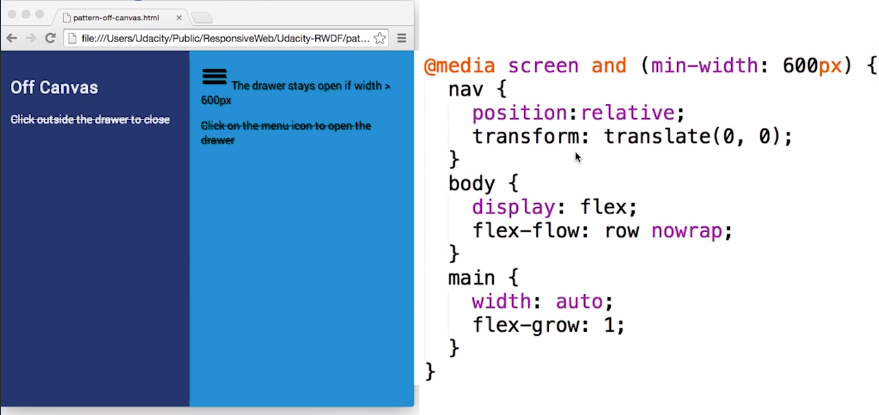 pattern-off-canvas.html
file:///Users/Udacity/Public/ResponsiveWeb/Udacity-RWDF/pat...
Off Canvas
Click outside the drawer to close
The drawer stays open if width >
600px
Click on the menu icon to open the
drawer
@media screen and (min-width: 600px) {
nav {
position:relative;
transform: translate(0, 0);
}
body {
display: flex;
flex-flow: row nowrap;
}
main {
width: auto;
flex-grow: 1;
}
}